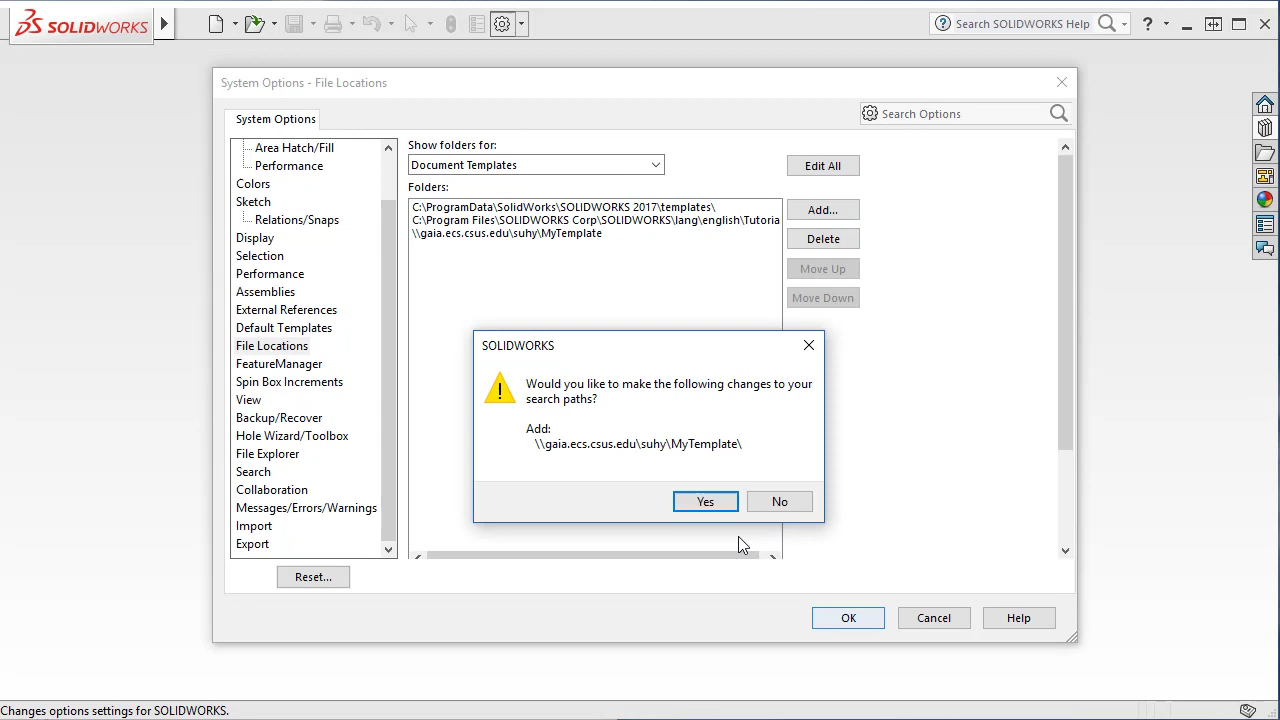 SOLIDWORKS
Search SOLIDWORKS Help
?
System Options - File Locations
System Options
Search Options
Area Hatch/Fill
Performance
Colors
Sketch
Relations/Snaps
Display
Selection
Performance
Assemblies
External References
Default Templates
File Locations
FeatureManager
Spin Box Increments
View
Backup/Recover
Hole Wizard/Toolbox
File Explorer
Search
Collaboration
Messages/Errors/Warnings
Import
Export
Reset...
Show folders for:
Document Templates
Edit All
Folders:
C:\ProgramData\SolidWorks\SOLIDWORKS 2017\templates\
C:\Program Files\SOLIDWORKS Corp\SOLIDWORKS\lang\english\Tutoria
\\gaia.ecs.csus.edu\suhy\MyTemplate
Add...
Delete
Move Up
Move Down
SOLIDWORKS
Would you like to make the following changes to your
search paths?
Add:
\\gaia.ecs.csus.edu\suhy\MyTemplate\
Yes
No
OK
Cancel
Help
Changes options settings for SOLIDWORKS.